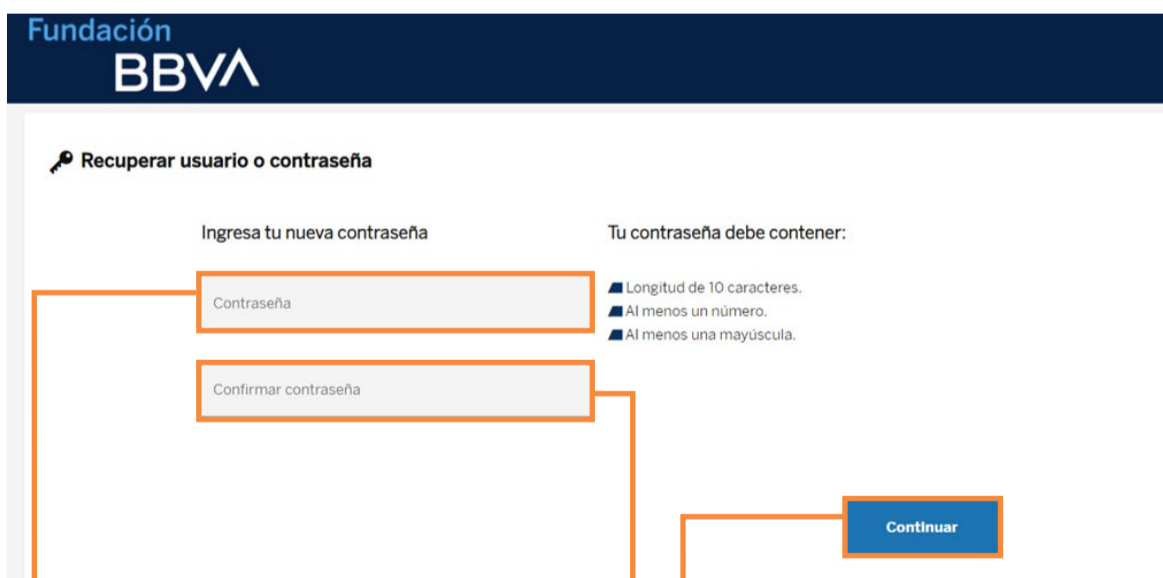 Fundación
BBVA
Recuperar usuario o contraseña
Ingresa tu nueva contraseña
Tu contraseña debe contener:
Contraseña
Longitud de 10 caracteres.
Al menos un número.
Al menos una mayúscula.
Confirmar contraseña
Continuar